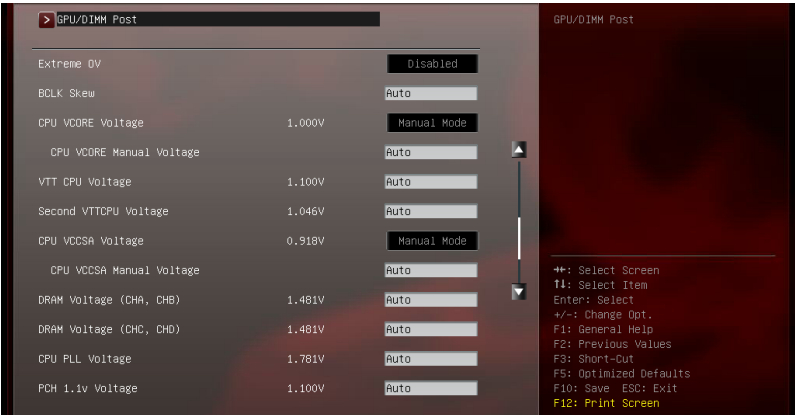 GPU/DIMM Post
GPU/DIMM Post
Extreme OV Disabled
BCLK Skew Auto
CPU VCORE Voltage 1.000V Manual Mode
CPU VCORE Manual Voltage Auto
VTT CPU Voltage 1.100V Auto
Second VTTCPU Voltage 1.046V Auto
CPU VCCSA Voltage 0.918V Manual Mode
CPU VCCSA Manual Voltage Auto
DRAM Voltage (CHA, CHB) 1.481V Auto
DRAM Voltage (CHC, CHD) 1.481V Auto
CPU PLL Voltage 1.781V Auto
PCH 1.1v Voltage 1.100V Auto
→←: Select Screen
↑↓: Select Item
Enter: Select
+/-: Change Opt.
F1: General Help
F2: Previous Values
F3: Short-Cut
F5: Optimized Defaults
F10: Save ESC: Exit
F12: Print Screen